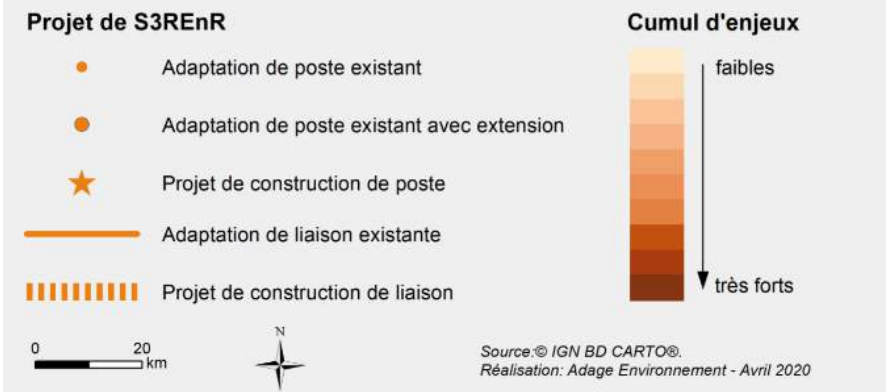 Projet de S3REnR
Adaptation de poste existant
Adaptation de poste existant avec extension
Projet de construction de poste
Adaptation de liaison existante
Projet de construction de liaison
Cumul d'enjeux
faibles
très forts
0 20
km
N
Source:© IGN BD CARTO®.
Réalisation: Adage Environnement - Avril 2020